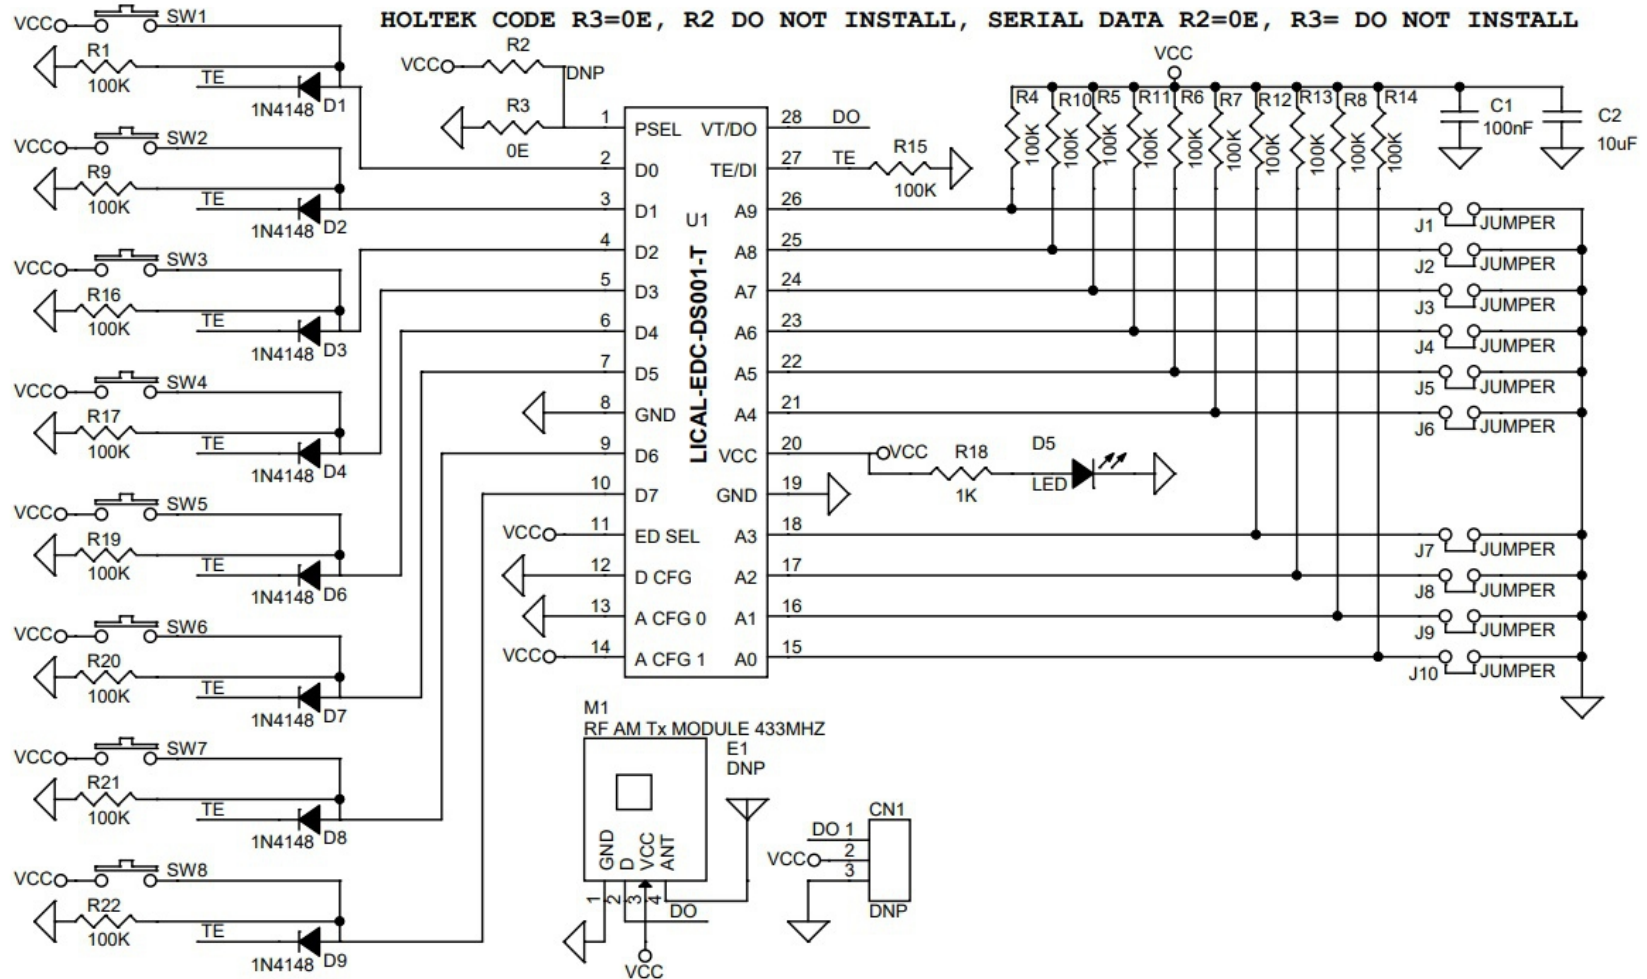 HOLTEK CODE R3=0E, R2 DO NOT INSTALL, SERIAL DATA R2=0E, R3= DO NOT INSTALL
VCC SW1
R1
100K
TE
1N4148 D1
VCC SW2
R9
100K
TE
1N4148 D2
VCC SW3
R16
100K
TE
1N4148 D3
VCC SW4
R17
100K
TE
1N4148 D4
VCC SW5
R19
100K
TE
1N4148 D6
VCC SW6
R20
100K
TE
1N4148 D7
VCC SW7
R21
100K
TE
1N4148 D8
VCC SW8
R22
100K
TE
1N4148 D9
R2
VCC
DNP
R3
0E
U1
LICAL-EDC-DS001-T
1 PSEL VT/DO 28 DO
2 D0 TE/DI 27 TE
R15
100K
3 D1 A9 26
4 D2 A8 25
5 D3 A7 24
6 D4 A6 23
7 D5 A5 22
8 GND A4 21
9 D6 VCC 20
10 D7 GND 19
VCC 11 ED SEL A3 18
12 D CFG A2 17
13 A CFG 0 A1 16
VCC 14 A CFG 1 A0 15
VCC
R18
1K
D5
LED
VCC
R4 R10 R5 R11 R6 R7 R12 R13 R8 R14
100K 100K 100K 100K 100K 100K 100K 100K 100K 100K
C1
100nF
C2
10uF
J1 JUMPER
J2 JUMPER
J3 JUMPER
J4 JUMPER
J5 JUMPER
J6 JUMPER
J7 JUMPER
J8 JUMPER
J9 JUMPER
J10 JUMPER
M1
RF AM Tx MODULE 433MHZ
E1
DNP
GND D VCC ANT
1 2 3 4
DO
VCC
CN1
DO 1
VCC 2
3
DNP